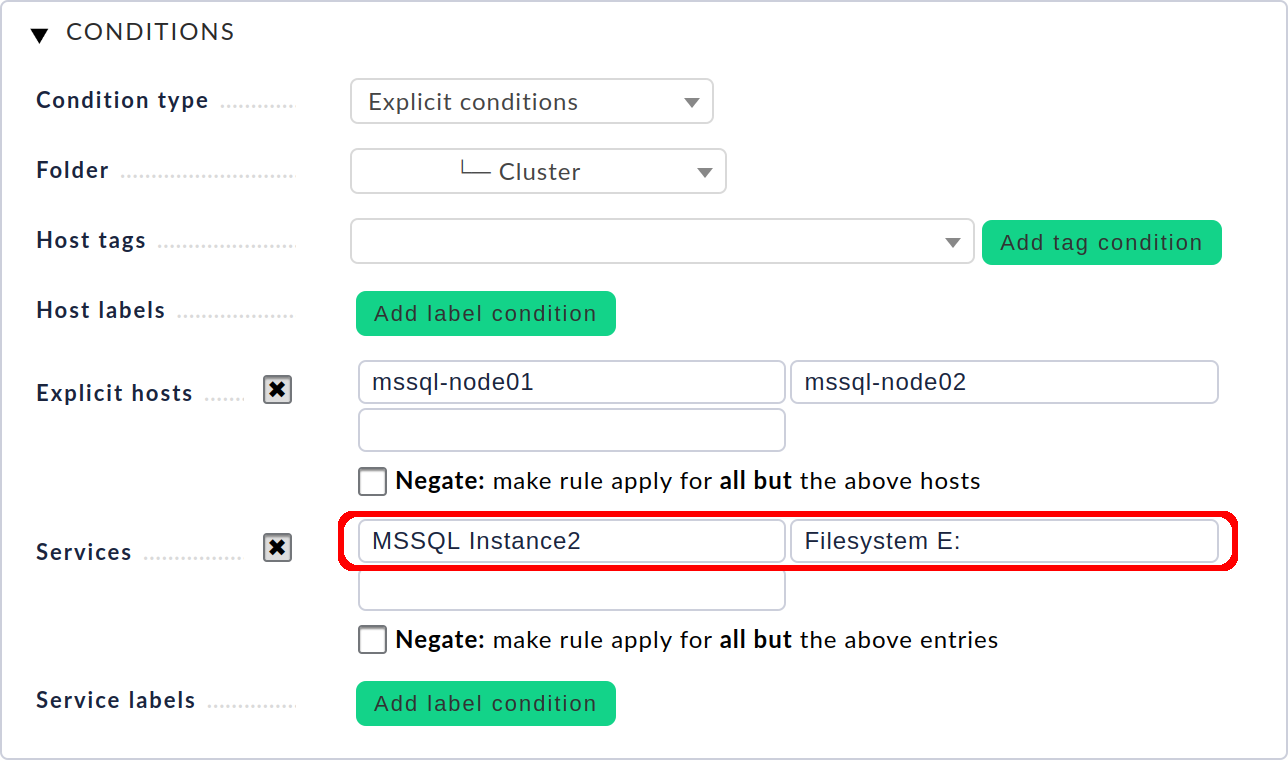 CONDITIONS
Condition type
Explicit conditions
Folder
└─ Cluster
Host tags
Add tag condition
Host labels
Add label condition
Explicit hosts
mssql-node01
mssql-node02
Negate: make rule apply for all but the above hosts
Services
MSSQL Instance2
Filesystem E:
Negate: make rule apply for all but the above entries
Service labels
Add label condition